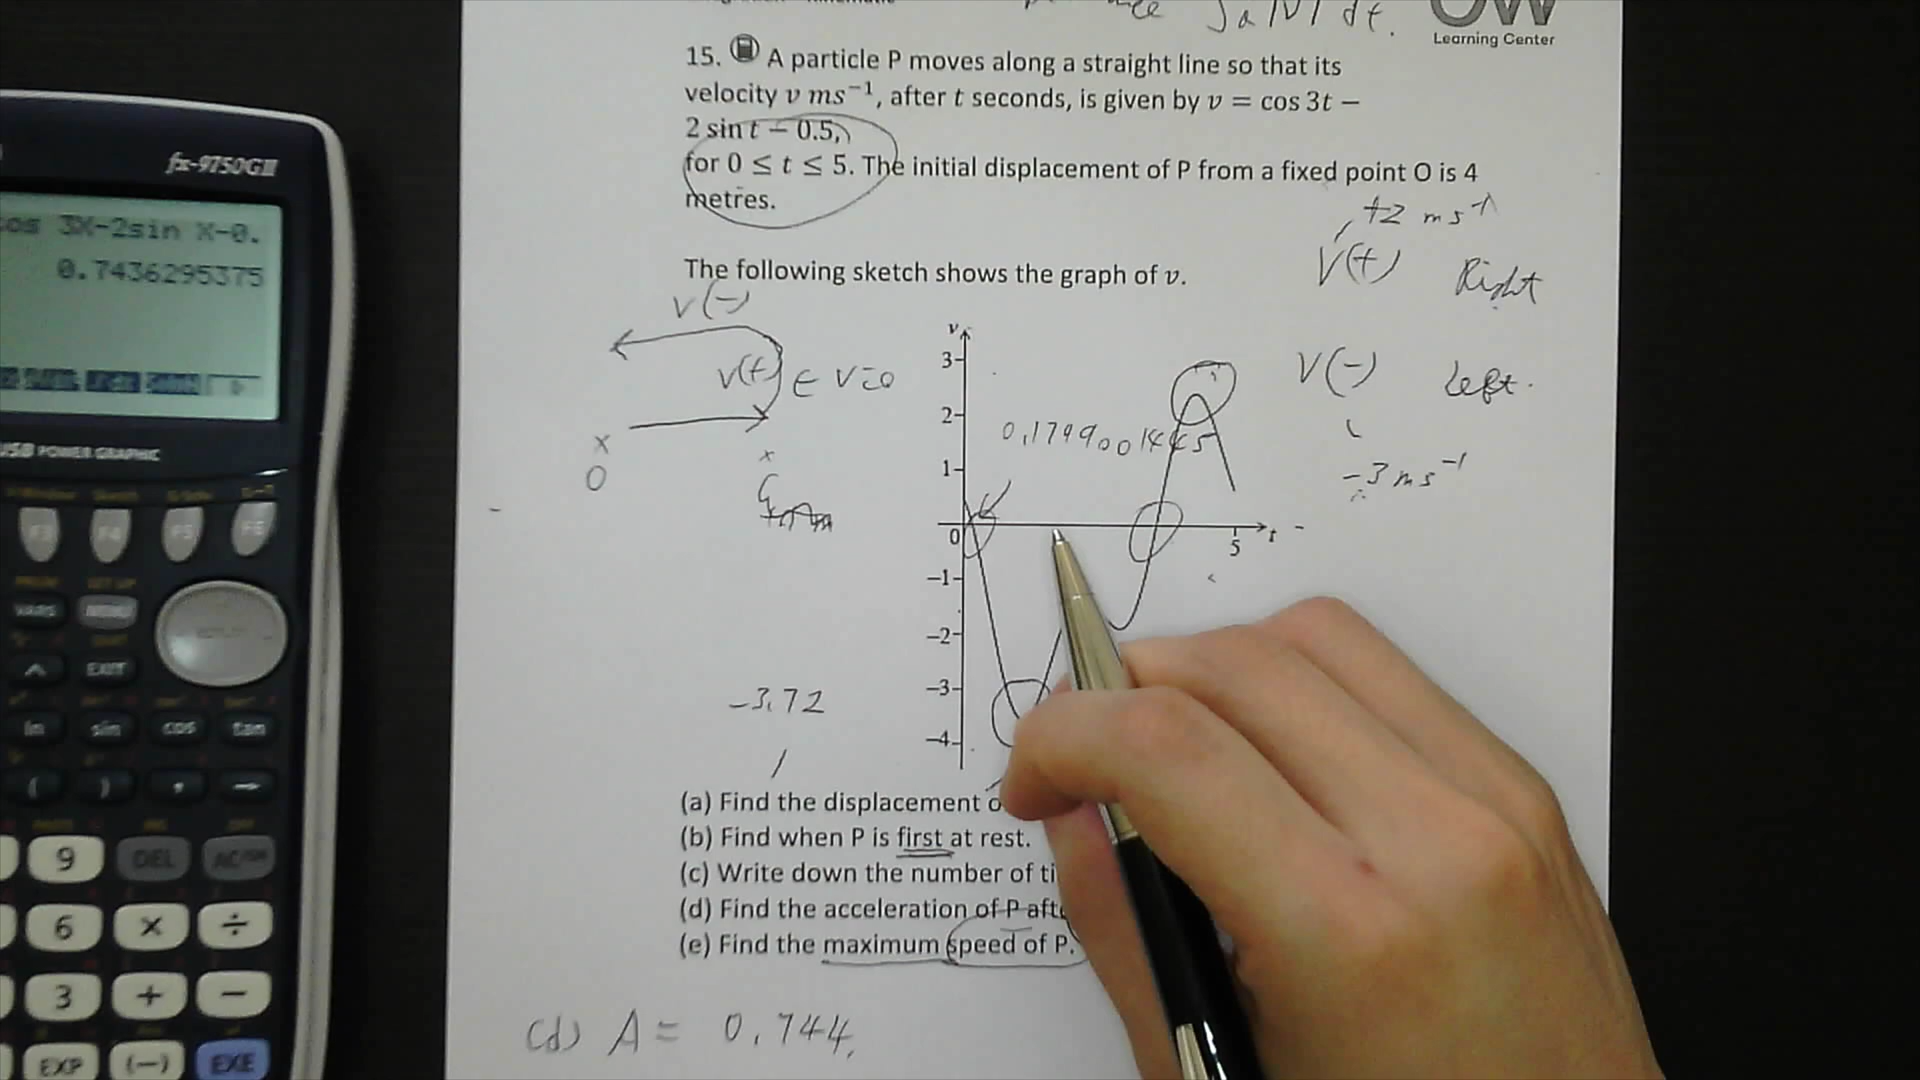 ∫a |v| dt.
Learning Center
15. A particle P moves along a straight line so that its
velocity v ms⁻¹, after t seconds, is given by v = cos 3t −
2 sin t − 0.5,
for 0 ≤ t ≤ 5. The initial displacement of P from a fixed point O is 4
metres.
+2 ms⁻¹
The following sketch shows the graph of v.
V(+) Right
V(−)
V(+) ∈ V=0
V(−) Left.
-3 ms⁻¹
x
O
x
v
3
2
1
0
−1
−2
−3
−4
5
t
-3.72
(a) Find the displacement
(b) Find when P is first at rest.
(c) Write down the number of
(d) Find the acceleration of P
(e) Find the maximum speed of P.
(d) A = 0.744,
fx-9750GII
cos 3X-2sin X-0.
0.7436295375
USB POWER GRAPHIC
F3
F4
F5
F6
VARS
MENU
^
EXIT
ln
sin
cos
tan
(
)
,
→
9
DEL
AC/ON
6
×
÷
3
+
−
EXP
(−)
EXE